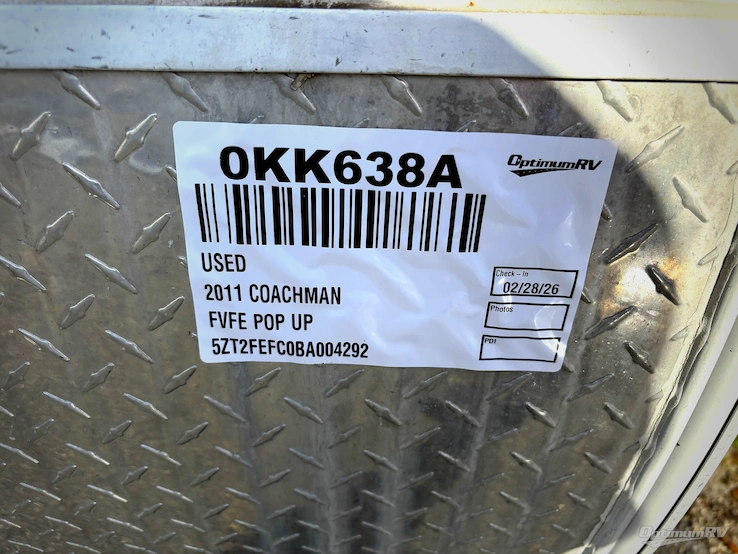 0KK638A
OptimumRV
USED
2011 COACHMAN
FVFE POP UP
5ZT2FEFC0BA004292
Check - in
02/28/26
Photos
PDI
OptimumRV